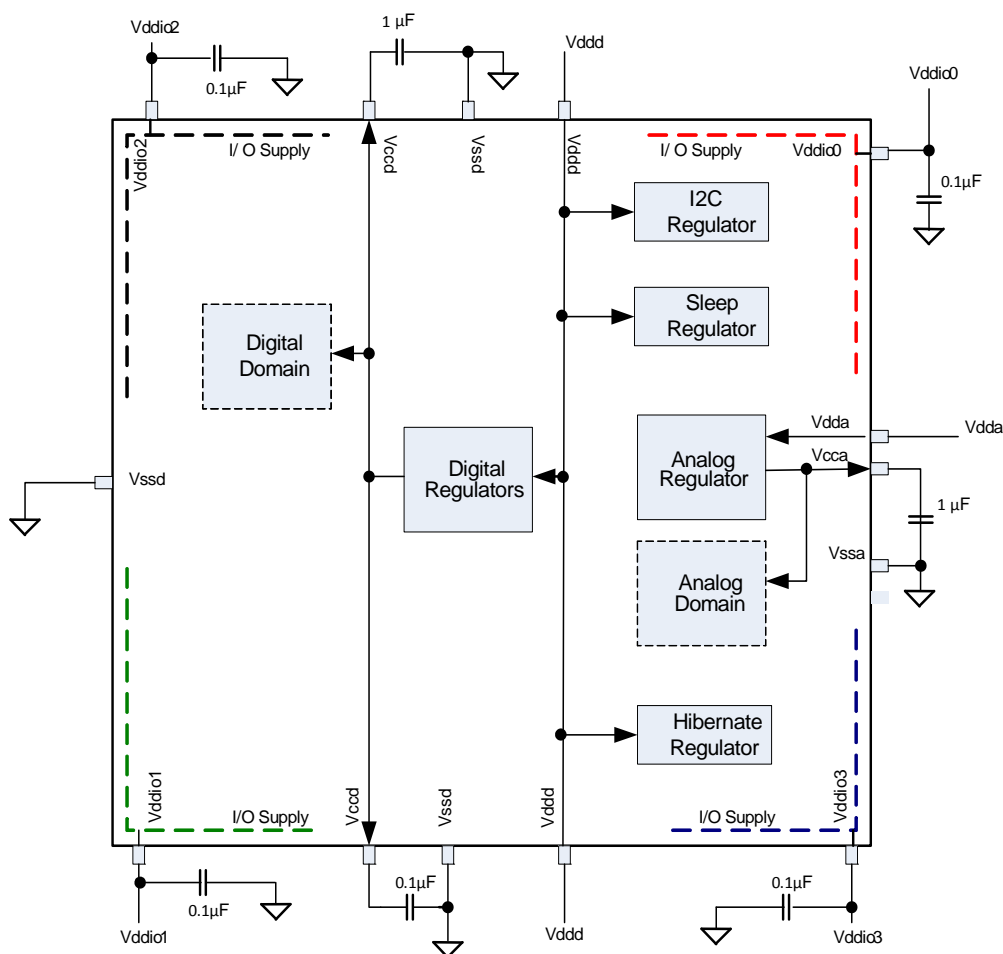 Vddio2
1 µF
Vddd
0.1µF
Vddio0
0.1µF
I/ O Supply
Vddio2
Vccd
Vssd
Vddd
I/ O Supply
Vddio0
I2C
Regulator
Sleep
Regulator
Digital
Domain
Vdda
Vdda
Vcca
Analog
Regulator
Digital
Regulators
Vssd
1 µF
Vssa
Analog
Domain
Hibernate
Regulator
Vddio1
I/O Supply
Vccd
Vssd
Vddd
I/O Supply
Vddio3
0.1µF
0.1µF
0.1µF
Vddio1
Vddd
Vddio3